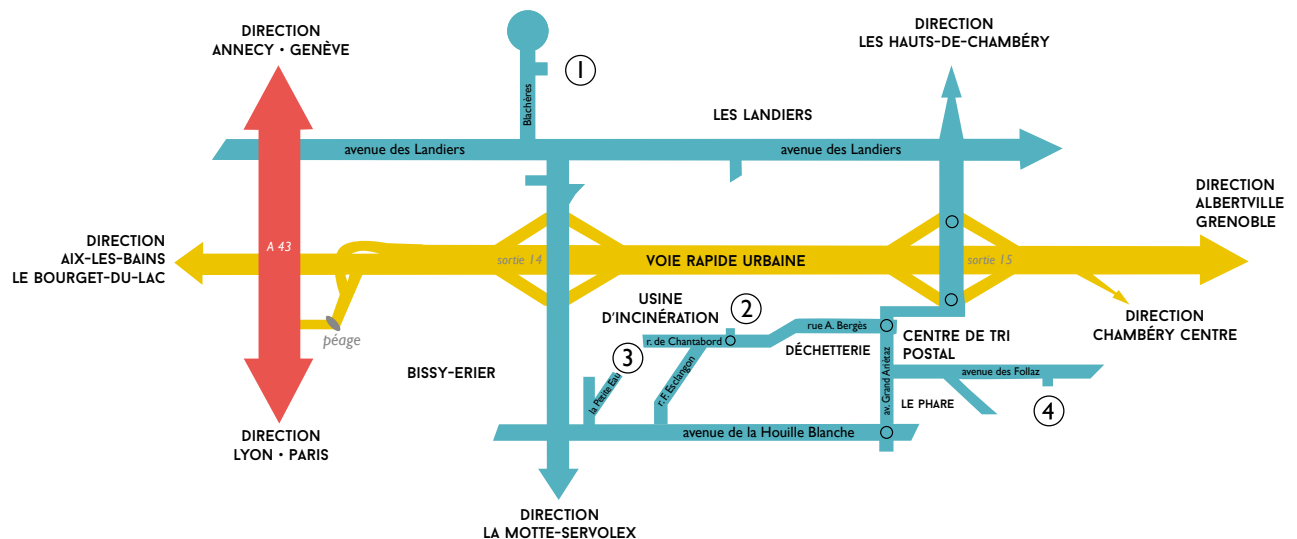 DIRECTION
ANNECY • GENÈVE
DIRECTION
LES HAUTS-DE-CHAMBÉRY
1
Blachères
LES LANDIERS
avenue des Landiers
avenue des Landiers
DIRECTION
ALBERTVILLE
GRENOBLE
DIRECTION
AIX-LES-BAINS
LE BOURGET-DU-LAC
A 43
sortie 14
VOIE RAPIDE URBAINE
sortie 15
péage
USINE
D'INCINÉRATION
2
rue A. Bergès
r. de Chantabord
DÉCHETTERIE
CENTRE DE TRI
POSTAL
DIRECTION
CHAMBÉRY CENTRE
3
BISSY-ERIER
la Petite Eau
r. F. Esclangon
av. Grand Ariétaz
avenue des Follaz
LE PHARE
4
avenue de la Houille Blanche
DIRECTION
LYON • PARIS
DIRECTION
LA MOTTE-SERVOLEX